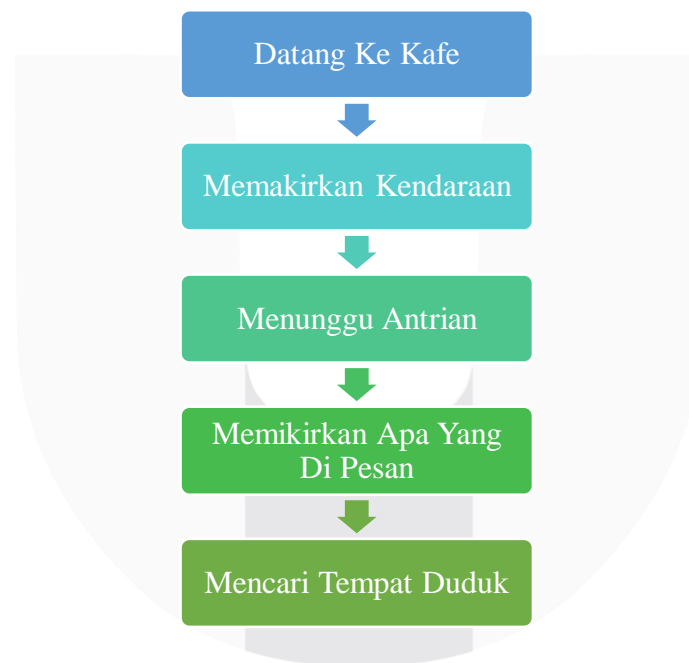 Datang Ke Kafe
Memakirkan Kendaraan
Menunggu Antrian
Memikirkan Apa Yang
Di Pesan
Mencari Tempat Duduk